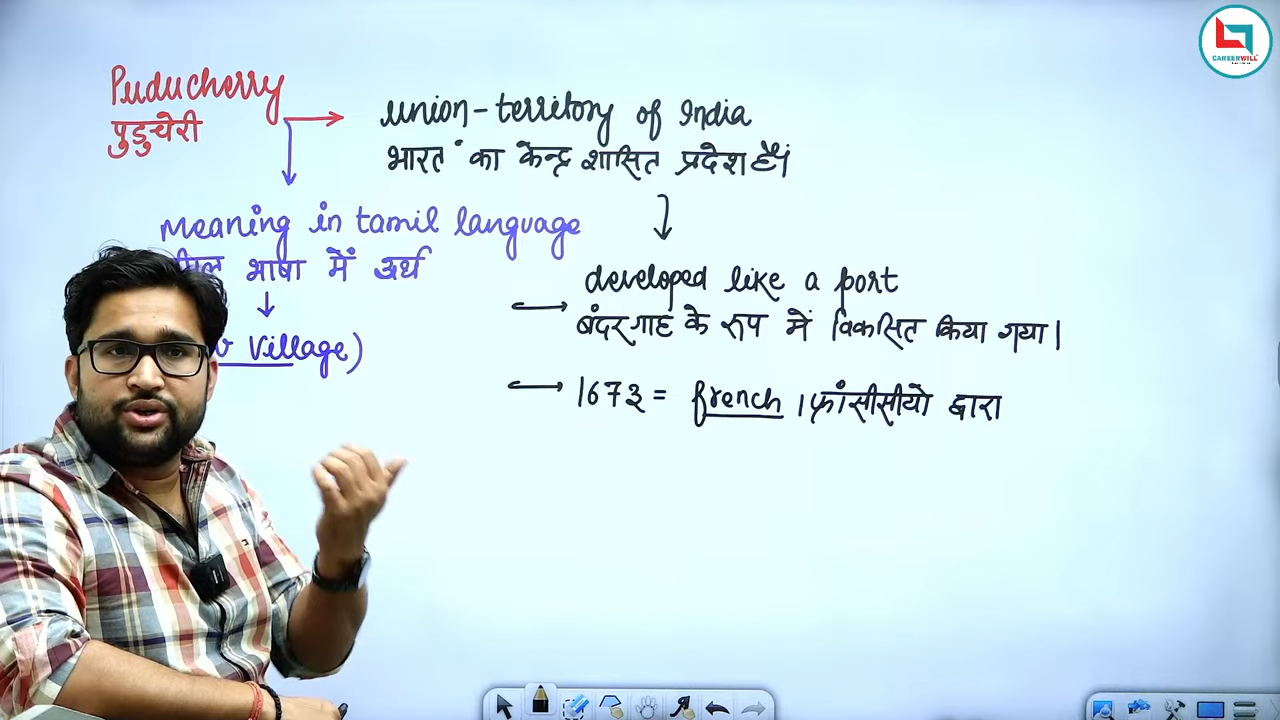 CAREERWILL
Puducherry
पुडुचेरी
union-territory of India
भारत का केन्द्र शासित प्रदेश है।
Meaning in tamil language
भाषा में अर्थ
Village)
developed like a port
बंदरगाह के रूप में विकसित किया गया।
1673 = french । फ्रांसीसीयो द्वारा